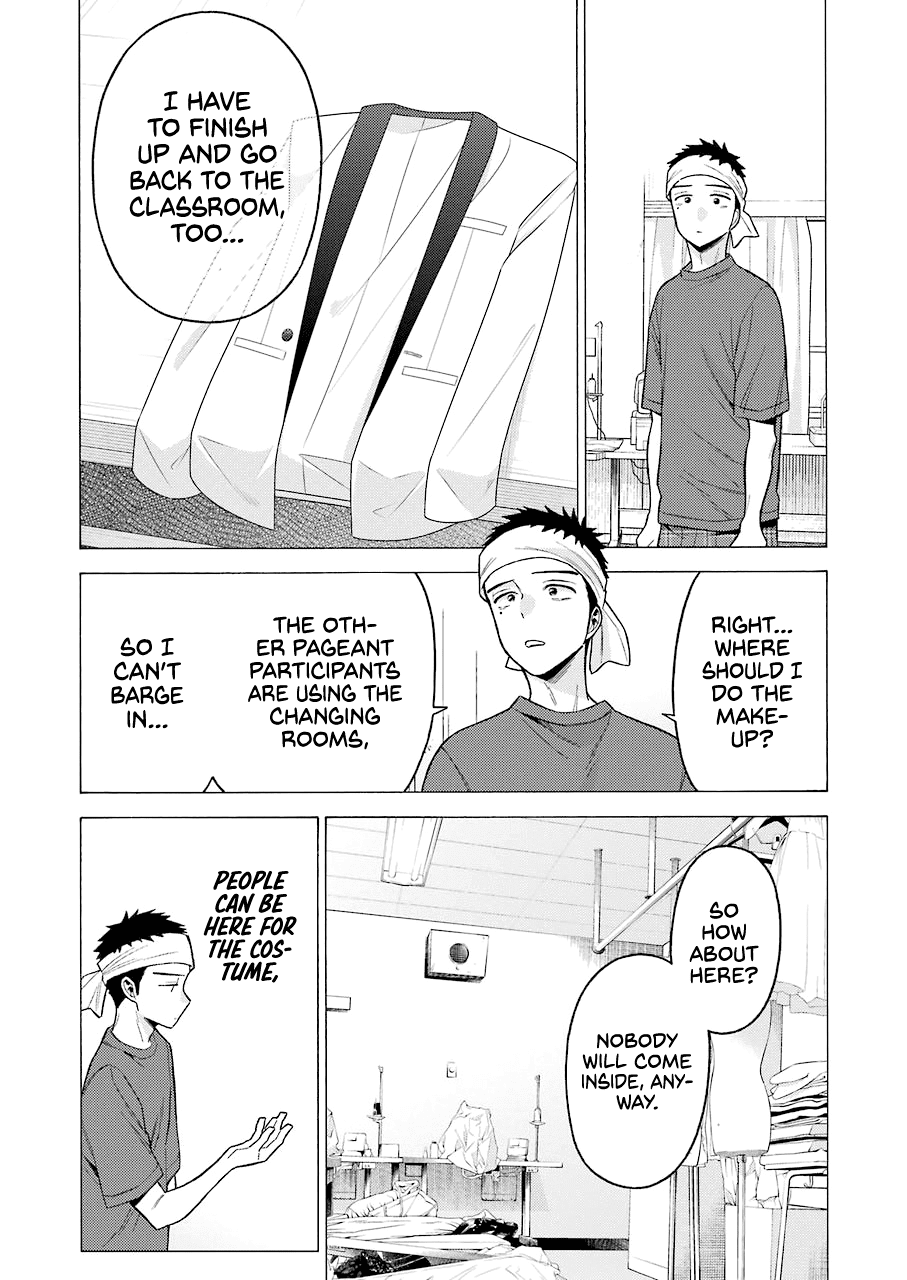 I HAVE
TO FINISH
UP AND GO
BACK TO THE
CLASSROOM,
TOO...
RIGHT...
WHERE
SHOULD I
DO THE
MAKE-
UP?
THE OTH-
ER PAGEANT
PARTICIPANTS
ARE USING THE
CHANGING
ROOMS,
SO I
CAN'T
BARGE
IN...
SO
HOW
ABOUT
HERE?
NOBODY
WILL COME
INSIDE, ANY-
WAY.
PEOPLE
CAN BE
HERE FOR
THE COS-
TUME,